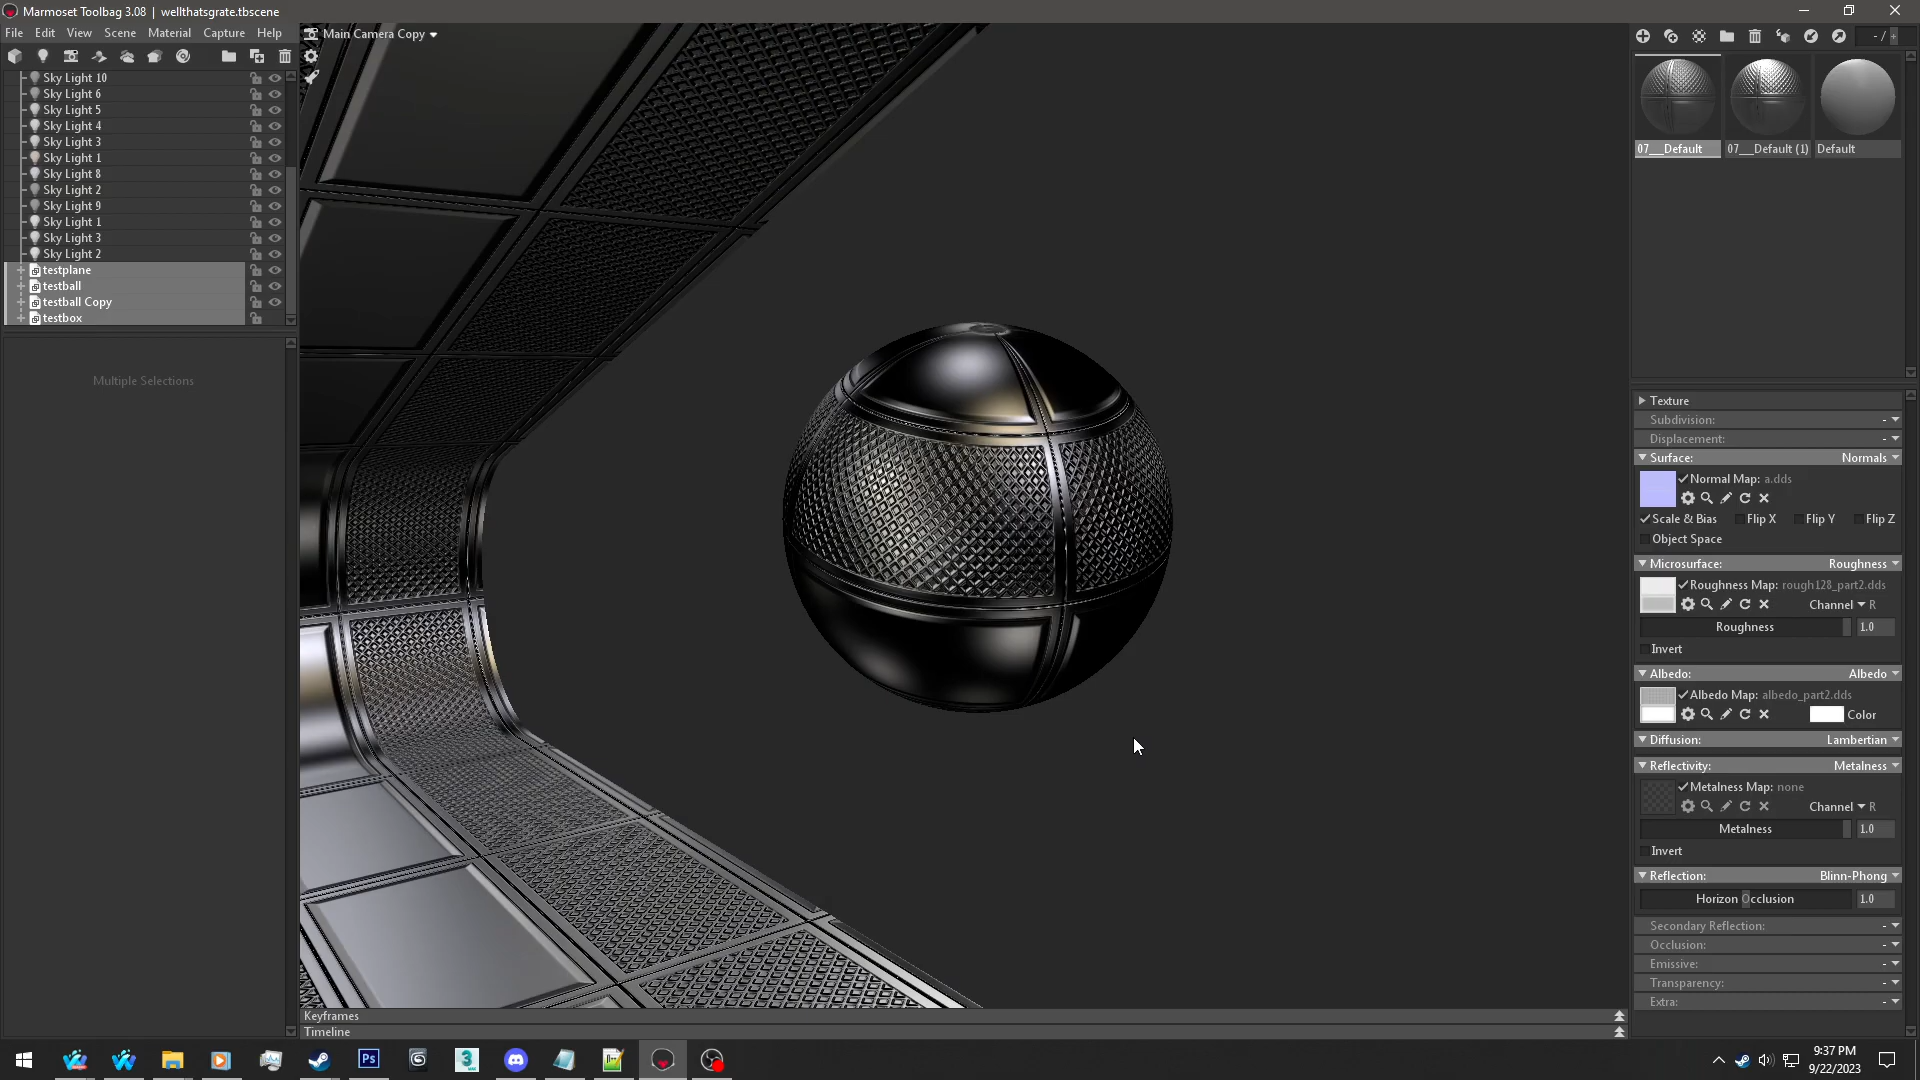 Marmoset Toolbag 3.08 | wellthatsgrate.tbscene
File Edit View Scene Material Capture Help
Main Camera Copy
- / +
Sky Light 10
Sky Light 6
Sky Light 5
Sky Light 4
Sky Light 3
Sky Light 1
Sky Light 8
Sky Light 2
Sky Light 9
Sky Light 1
Sky Light 3
Sky Light 2
testplane
testball
testball Copy
testbox
Multiple Selections
07___Default 07___Default (1) Default
Texture
Subdivision: -
Displacement: -
Surface: Normals
Normal Map: a.dds
Scale & Bias Flip X Flip Y Flip Z
Object Space
Microsurface: Roughness
Roughness Map: rough128_part2.dds
Channel R
Roughness 1.0
Invert
Albedo: Albedo
Albedo Map: albedo_part2.dds
Color
Diffusion: Lambertian
Reflectivity: Metalness
Metalness Map: none
Channel R
Metalness 1.0
Invert
Reflection: Blinn-Phong
Horizon Occlusion 1.0
Secondary Reflection: -
Occlusion: -
Emissive: -
Transparency: -
Extra: -
Keyframes
Timeline
Ps
3
9:37 PM
9/22/2023